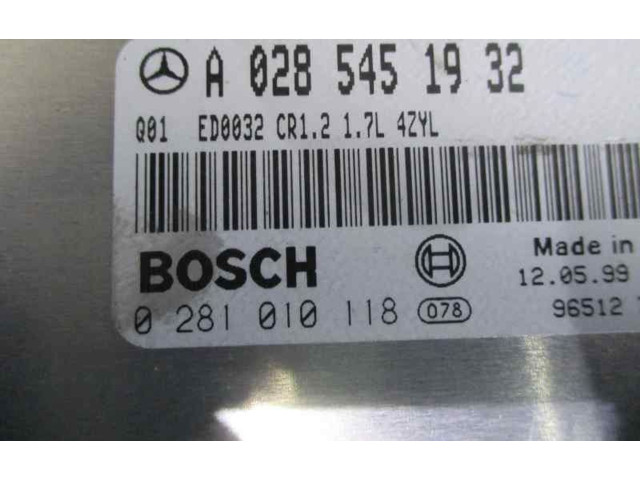 A 028 545 19 32
Q01 ED0032 CR1.2 1.7L 4ZYL
BOSCH
Made in
12.05.99
0 281 010 118 078
96512